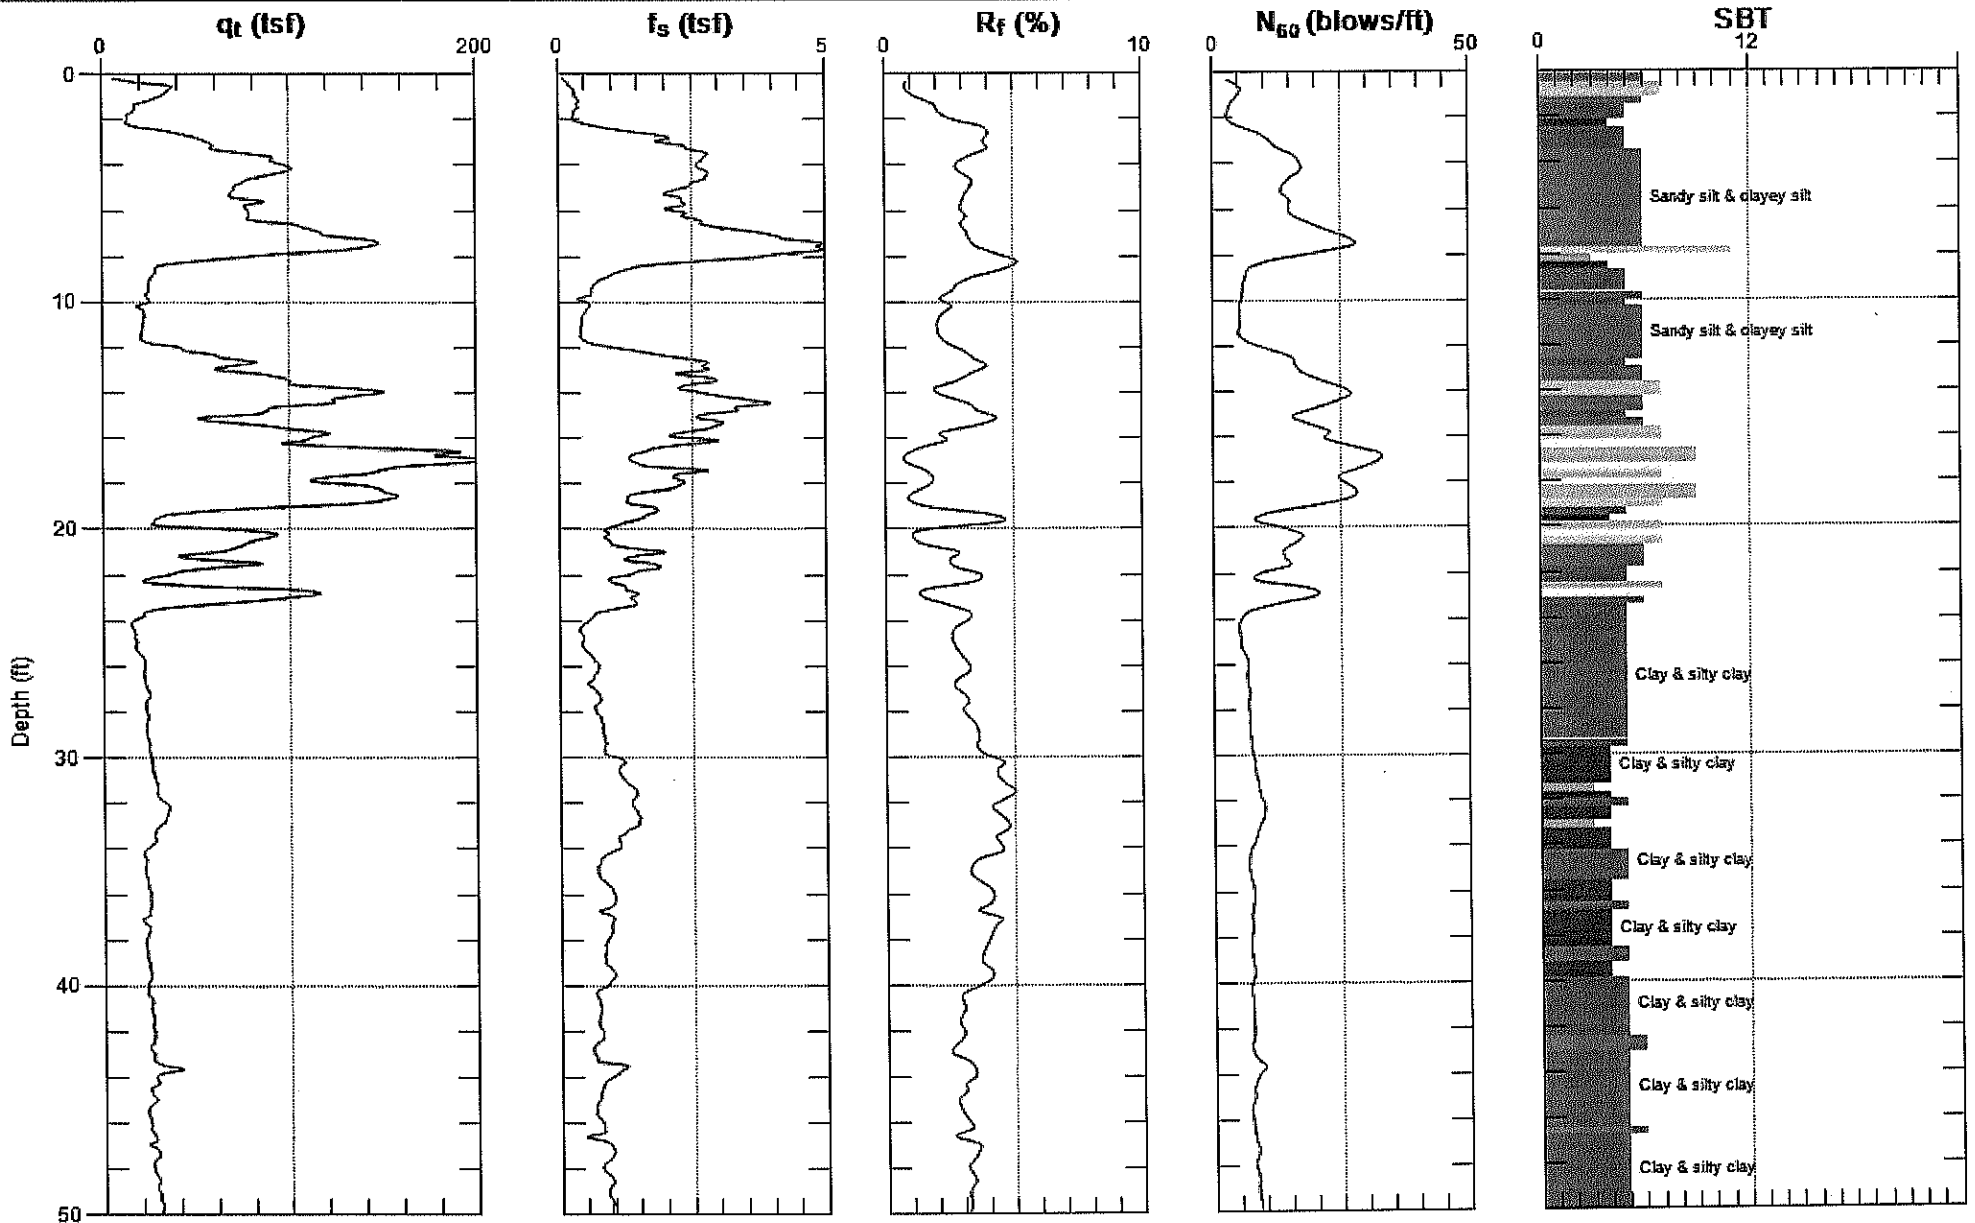 qt (tsf)
fs (tsf)
Rf (%)
N60 (blows/ft)
SBT
0
200
0
5
0
10
0
50
0
12
0
10
20
30
40
50
Depth (ft)
Sandy silt & clayey silt
Sandy silt & clayey silt
Clay & silty clay
Clay & silty clay
Clay & silty clay
Clay & silty clay
Clay & silty clay
Clay & silty clay
Clay & silty clay